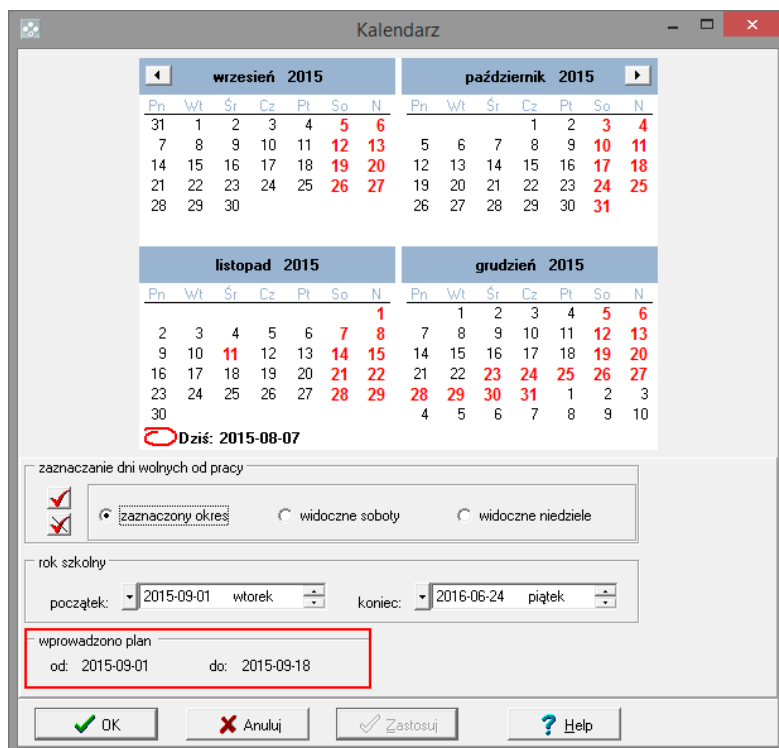 Kalendarz
wrzesień 2015
Pn Wt Śr Cz Pt So N
31 1 2 3 4 5 6
7 8 9 10 11 12 13
14 15 16 17 18 19 20
21 22 23 24 25 26 27
28 29 30
październik 2015
Pn Wt Śr Cz Pt So N
1 2 3 4
5 6 7 8 9 10 11
12 13 14 15 16 17 18
19 20 21 22 23 24 25
26 27 28 29 30 31
listopad 2015
Pn Wt Śr Cz Pt So N
1
2 3 4 5 6 7 8
9 10 11 12 13 14 15
16 17 18 19 20 21 22
23 24 25 26 27 28 29
30
grudzień 2015
Pn Wt Śr Cz Pt So N
1 2 3 4 5 6
7 8 9 10 11 12 13
14 15 16 17 18 19 20
21 22 23 24 25 26 27
28 29 30 31 1 2 3
4 5 6 7 8 9 10
Dziś: 2015-08-07
zaznaczanie dni wolnych od pracy
zaznaczony okres widoczne soboty widoczne niedziele
rok szkolny
początek: 2015-09-01 wtorek koniec: 2016-06-24 piątek
wprowadzono plan
od: 2015-09-01 do: 2015-09-18
OK Anuluj Zastosuj ? Help